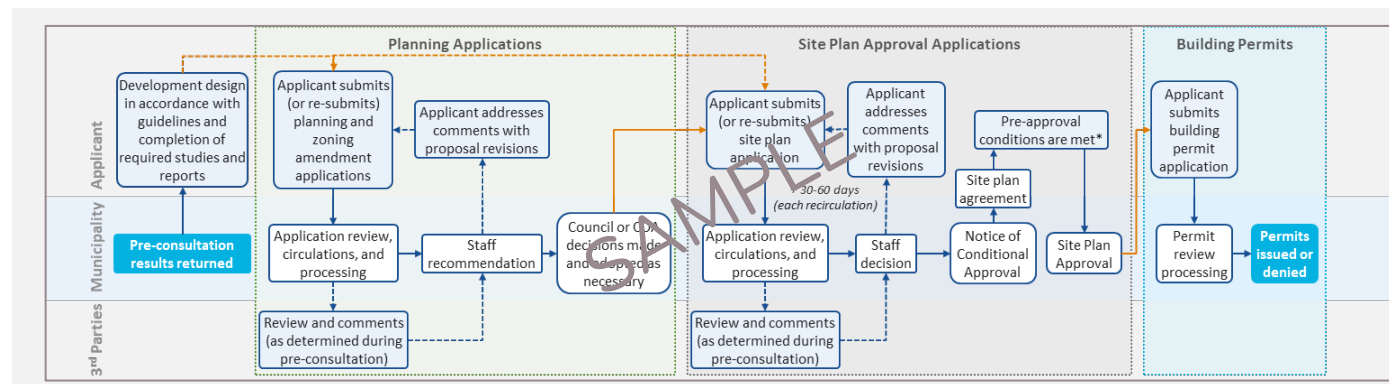 Planning Applications
Site Plan Approval Applications
Building Permits
Applicant
Municipality
3rd Parties
Development design
in accordance with
guidelines and
completion of
required studies and
reports
Pre-consultation
results returned
Applicant submits
(or re-submits)
planning and
zoning
amendment
applications
Applicant addresses
comments with
proposal revisions
Application review,
circulations, and
processing
Staff
recommendation
Council or CDA
decisions made
and adopted as
necessary
Review and comments
(as determined during
pre-consultation)
Applicant submits
(or re-submits)
site plan
application
Applicant
addresses
comments
with proposal
revisions
+ 30-60 days
(each recirculation)
Application review,
circulations, and
processing
Staff
decision
Review and comments
(as determined during
pre-consultation)
Pre-approval
conditions are met*
Site plan
agreement
Notice of
Conditional
Approval
Site Plan
Approval
Applicant
submits
building
permit
application
Permit
review
processing
Permits
issued or
denied
SAMPLE